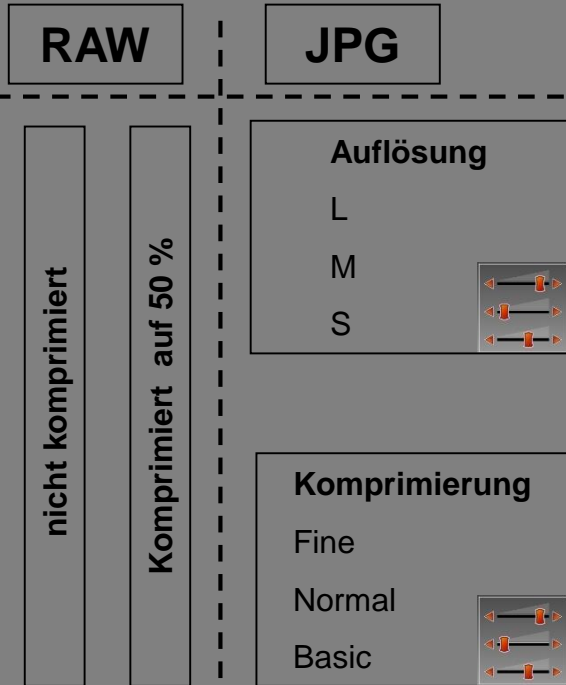 RAW
JPG
nicht komprimiert
Komprimiert auf 50 %
Auflösung
L
M
S
Komprimierung
Fine
Normal
Basic